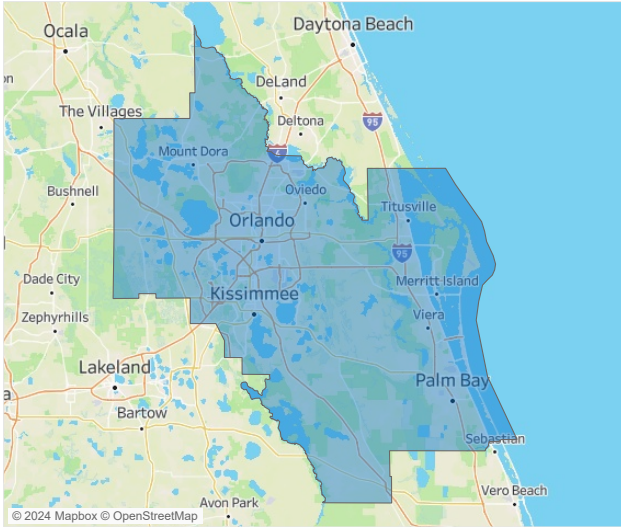 Daytona Beach
Ocala
DeLand
The Villages
Deltona
95
4
Mount Dora
Bushnell
Oviedo
Titusville
Orlando
95
Dade City
Merritt Island
Kissimmee
Zephyrhills
Viera
Lakeland
Palm Bay
Bartow
Sebastian
Vero Beach
Avon Park
© 2024 Mapbox © OpenStreetMap